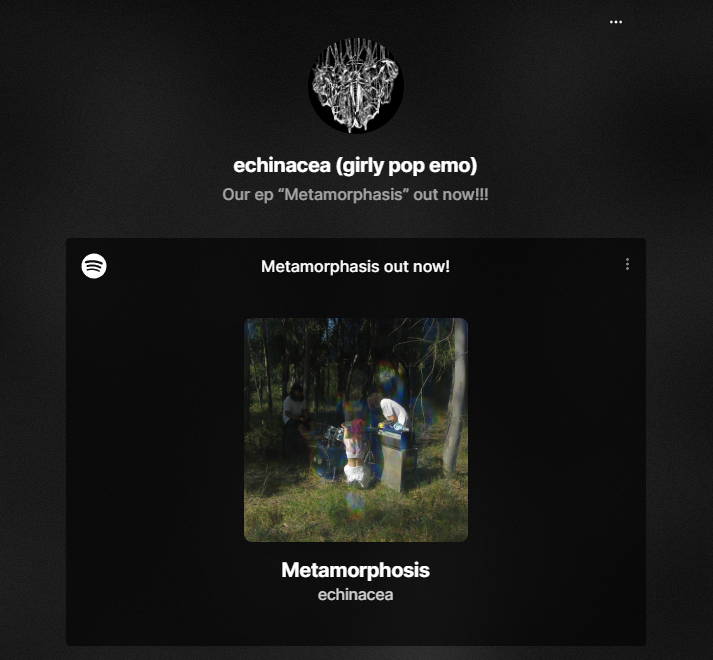 echinacea (girly pop emo)
Our ep “Metamorphasis” out now!!!
Metamorphasis out now!
Metamorphosis
echinacea